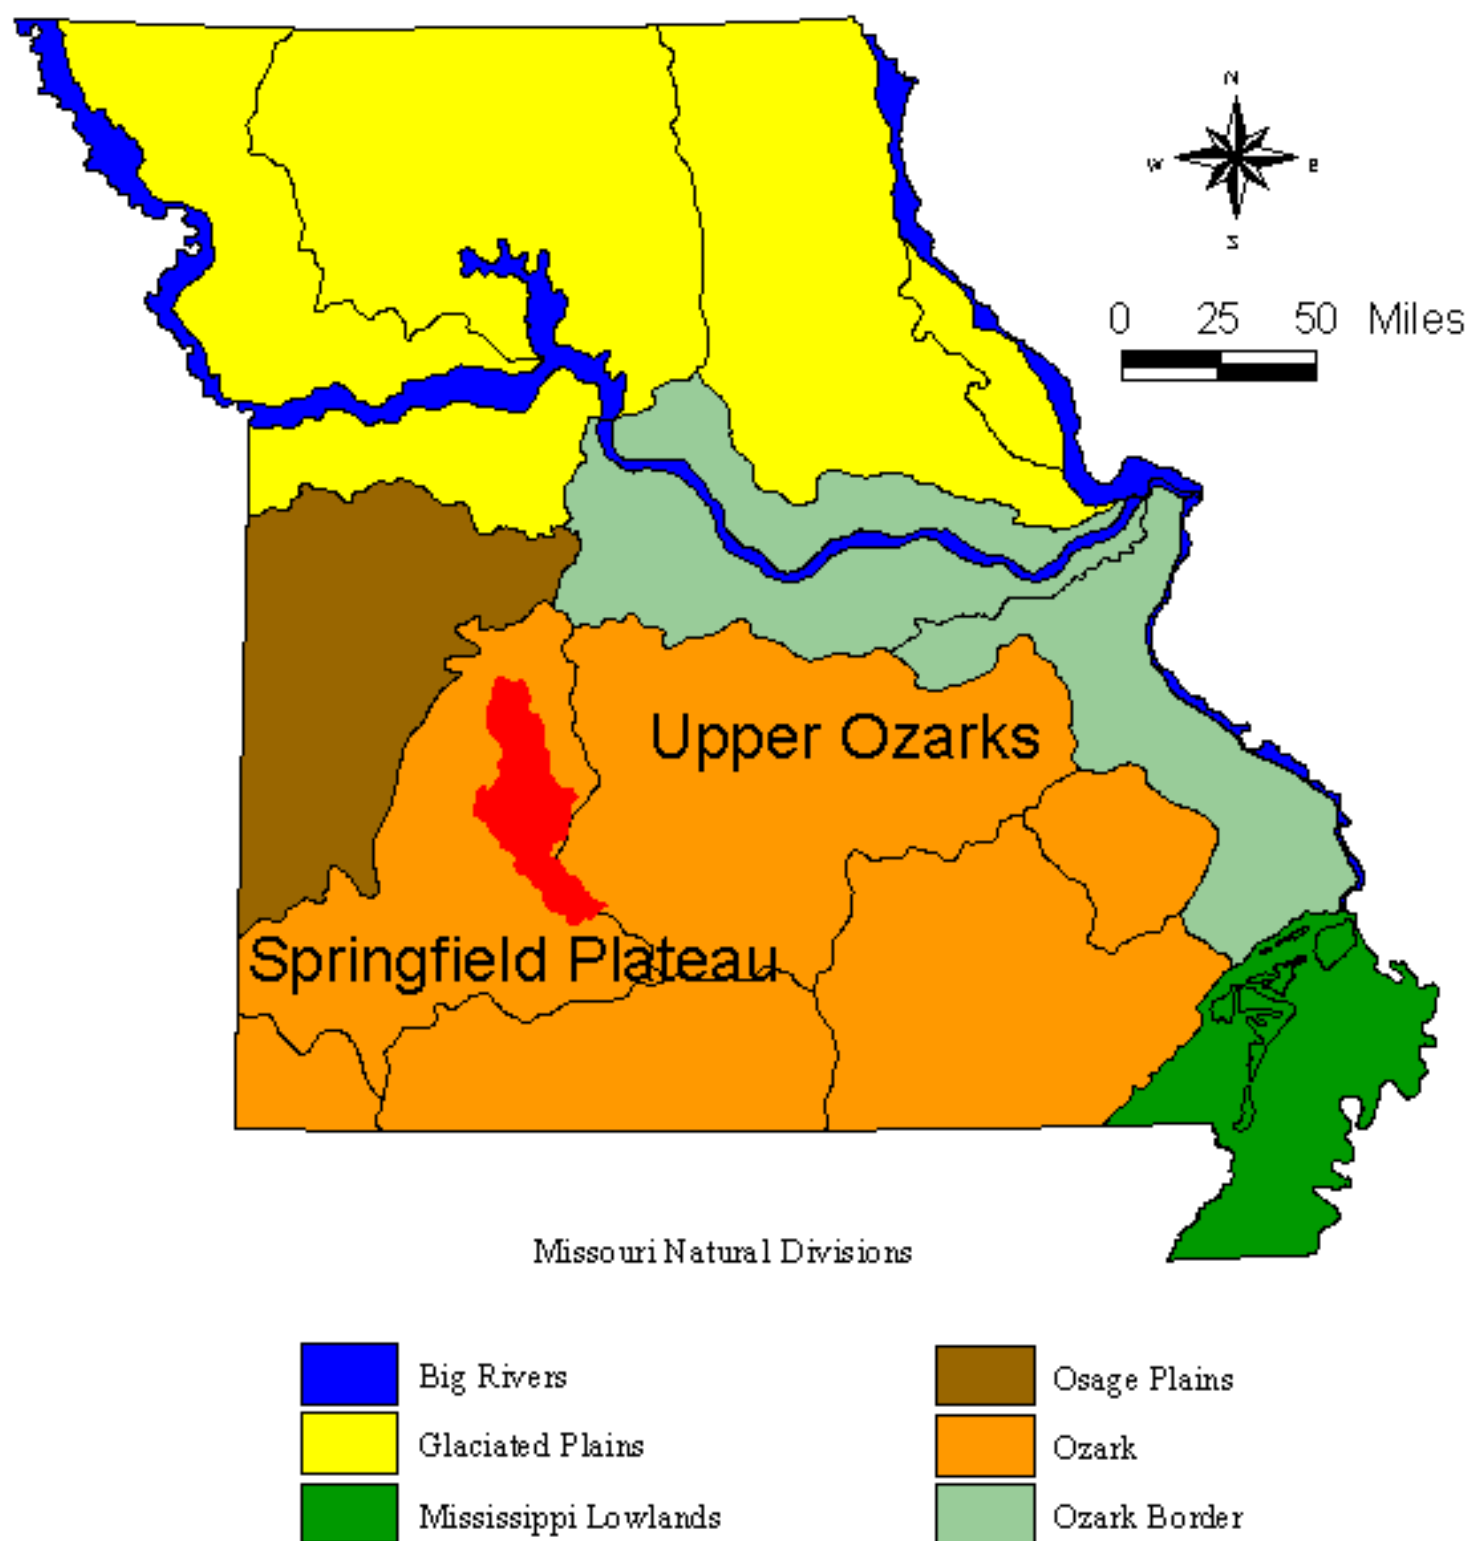 N
W E
S
0 25 50 Miles
Upper Ozarks
Springfield Plateau
Missouri Natural Divisions
Big Rivers
Osage Plains
Glaciated Plains
Ozark
Mississippi Lowlands
Ozark Border